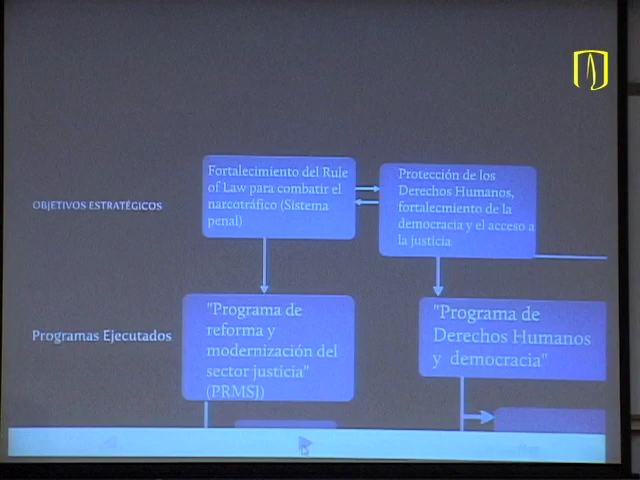 Fortalecimiento del Rule
of Law para combatir el
narcotráfico (Sistema
penal)
Protección de los
Derechos Humanos,
fortalecmiento de la
democracia y el acceso a
la justicia
OBJETIVOS ESTRATÉGICOS
"Programa de
reforma y
modernización del
sector justicia"
(PRMSJ)
"Programa de
Derechos Humanos
y democracia"
Programas Ejecutados